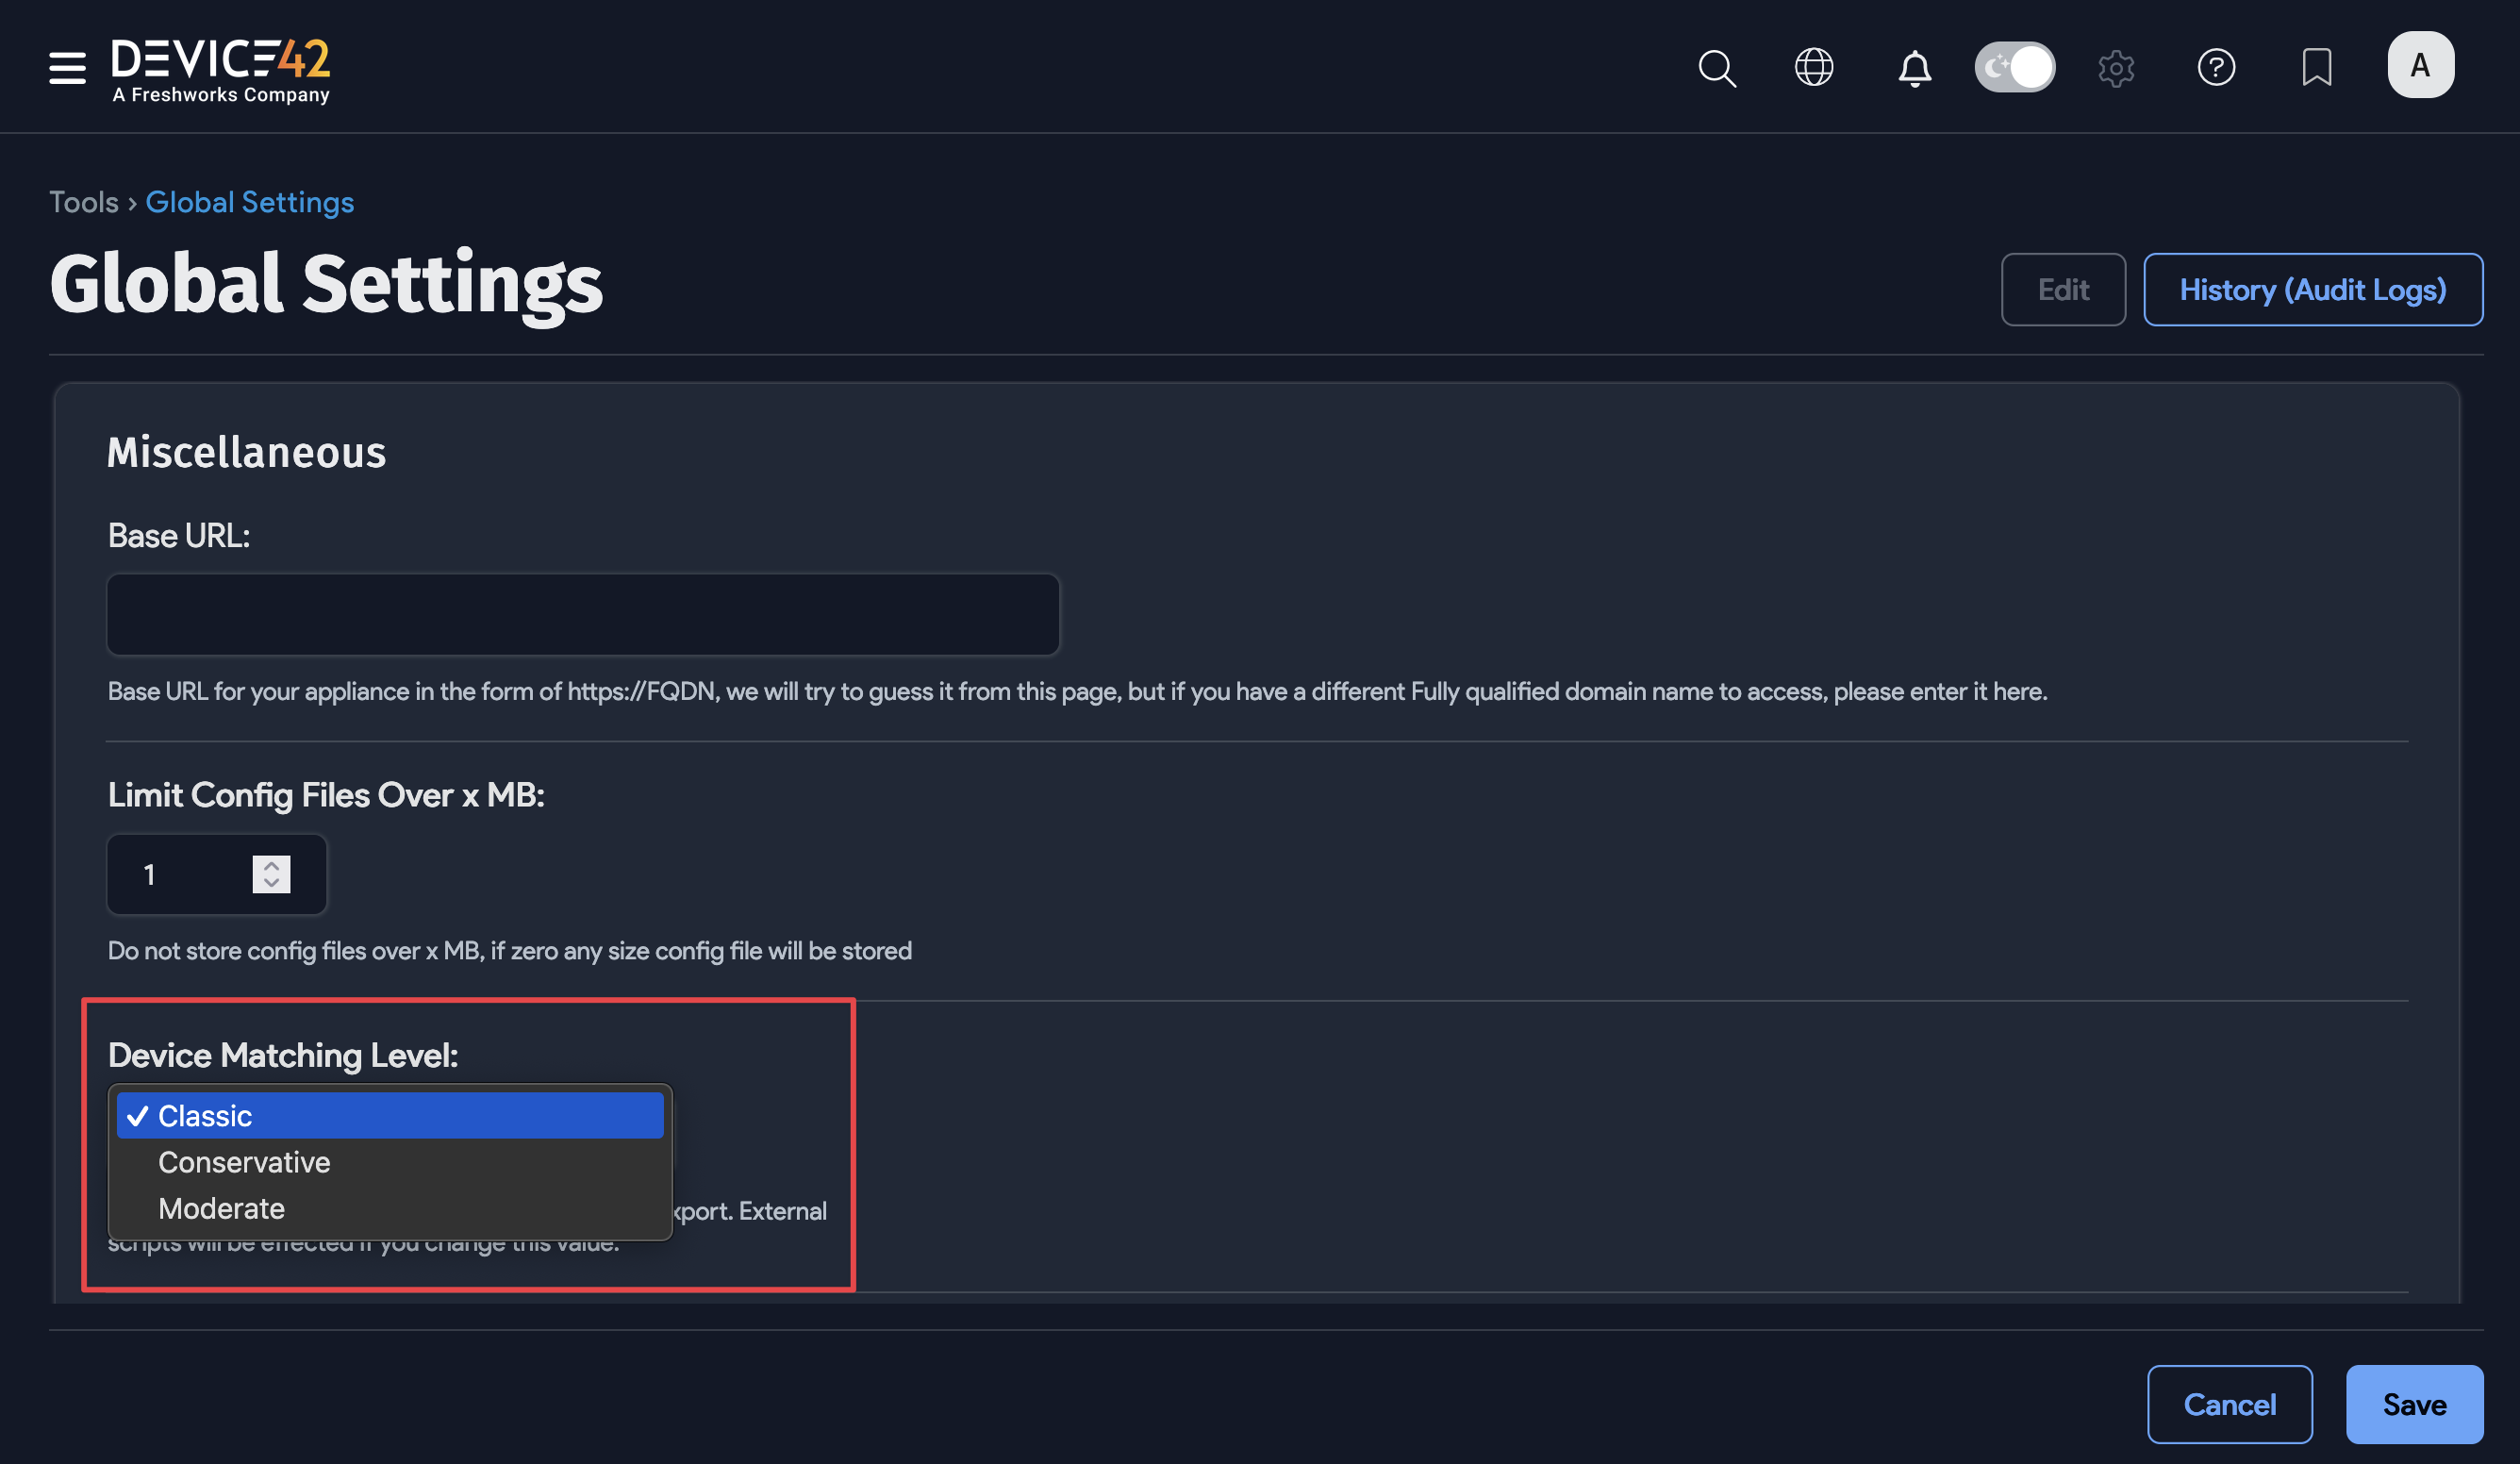 DEVICE42
A Freshworks Company
A
Tools › Global Settings
Global Settings
Edit
History (Audit Logs)
Miscellaneous
Base URL:
Base URL for your appliance in the form of https://FQDN, we will try to guess it from this page, but if you have a different Fully qualified domain name to access, please enter it here.
Limit Config Files Over x MB:
1
Do not store config files over x MB, if zero any size config file will be stored
Device Matching Level:
✓ Classic
Conservative
Moderate
xport. External
scripts will be effected if you change this value.
Cancel
Save